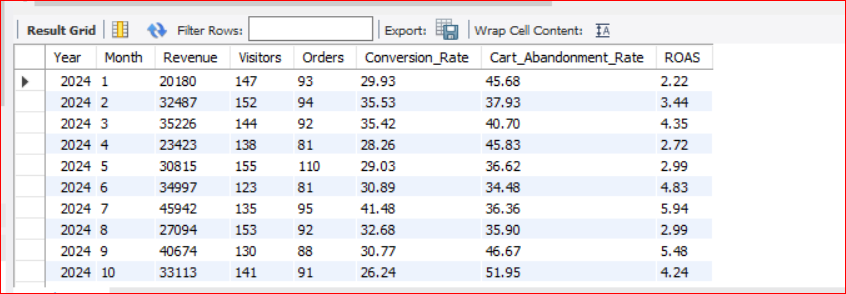 Result Grid Filter Rows: Export: Wrap Cell Content:
Year Month Revenue Visitors Orders Conversion_Rate Cart_Abandonment_Rate ROAS
2024 1 20180 147 93 29.93 45.68 2.22
2024 2 32487 152 94 35.53 37.93 3.44
2024 3 35226 144 92 35.42 40.70 4.35
2024 4 23423 138 81 28.26 45.83 2.72
2024 5 30815 155 110 29.03 36.62 2.99
2024 6 34997 123 81 30.89 34.48 4.83
2024 7 45942 135 95 41.48 36.36 5.94
2024 8 27094 153 92 32.68 35.90 2.99
2024 9 40674 130 88 30.77 46.67 5.48
2024 10 33113 141 91 26.24 51.95 4.24